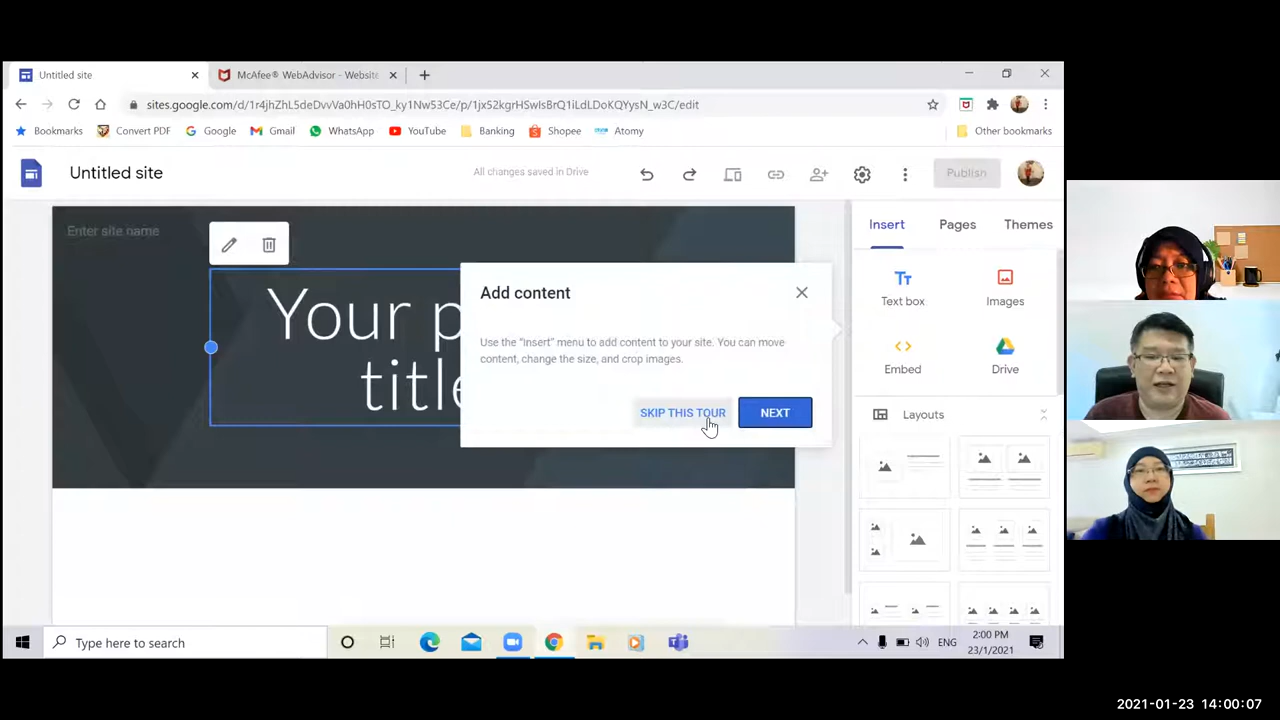 Untitled site
McAfee® WebAdvisor - Website
sites.google.com/d/1r4jhZhL5deDvvVa0hH0sTO_ky1Nw53Ce/p/1jx52kgrHSwIsBrQ1iLdLDoKQYysN_w3C/edit
Bookmarks
Convert PDF
Google
Gmail
WhatsApp
YouTube
Banking
Shopee
Atomy
Other bookmarks
Untitled site
All changes saved in Drive
Publish
Enter site name
Insert
Pages
Themes
Your p
title
Add content
Use the "Insert" menu to add content to your site. You can move
content, change the size, and crop images.
SKIP THIS TOUR
NEXT
Tt
Text box
Images
Embed
Drive
Layouts
Type here to search
ENG
2:00 PM
23/1/2021
2021-01-23 14:00:07